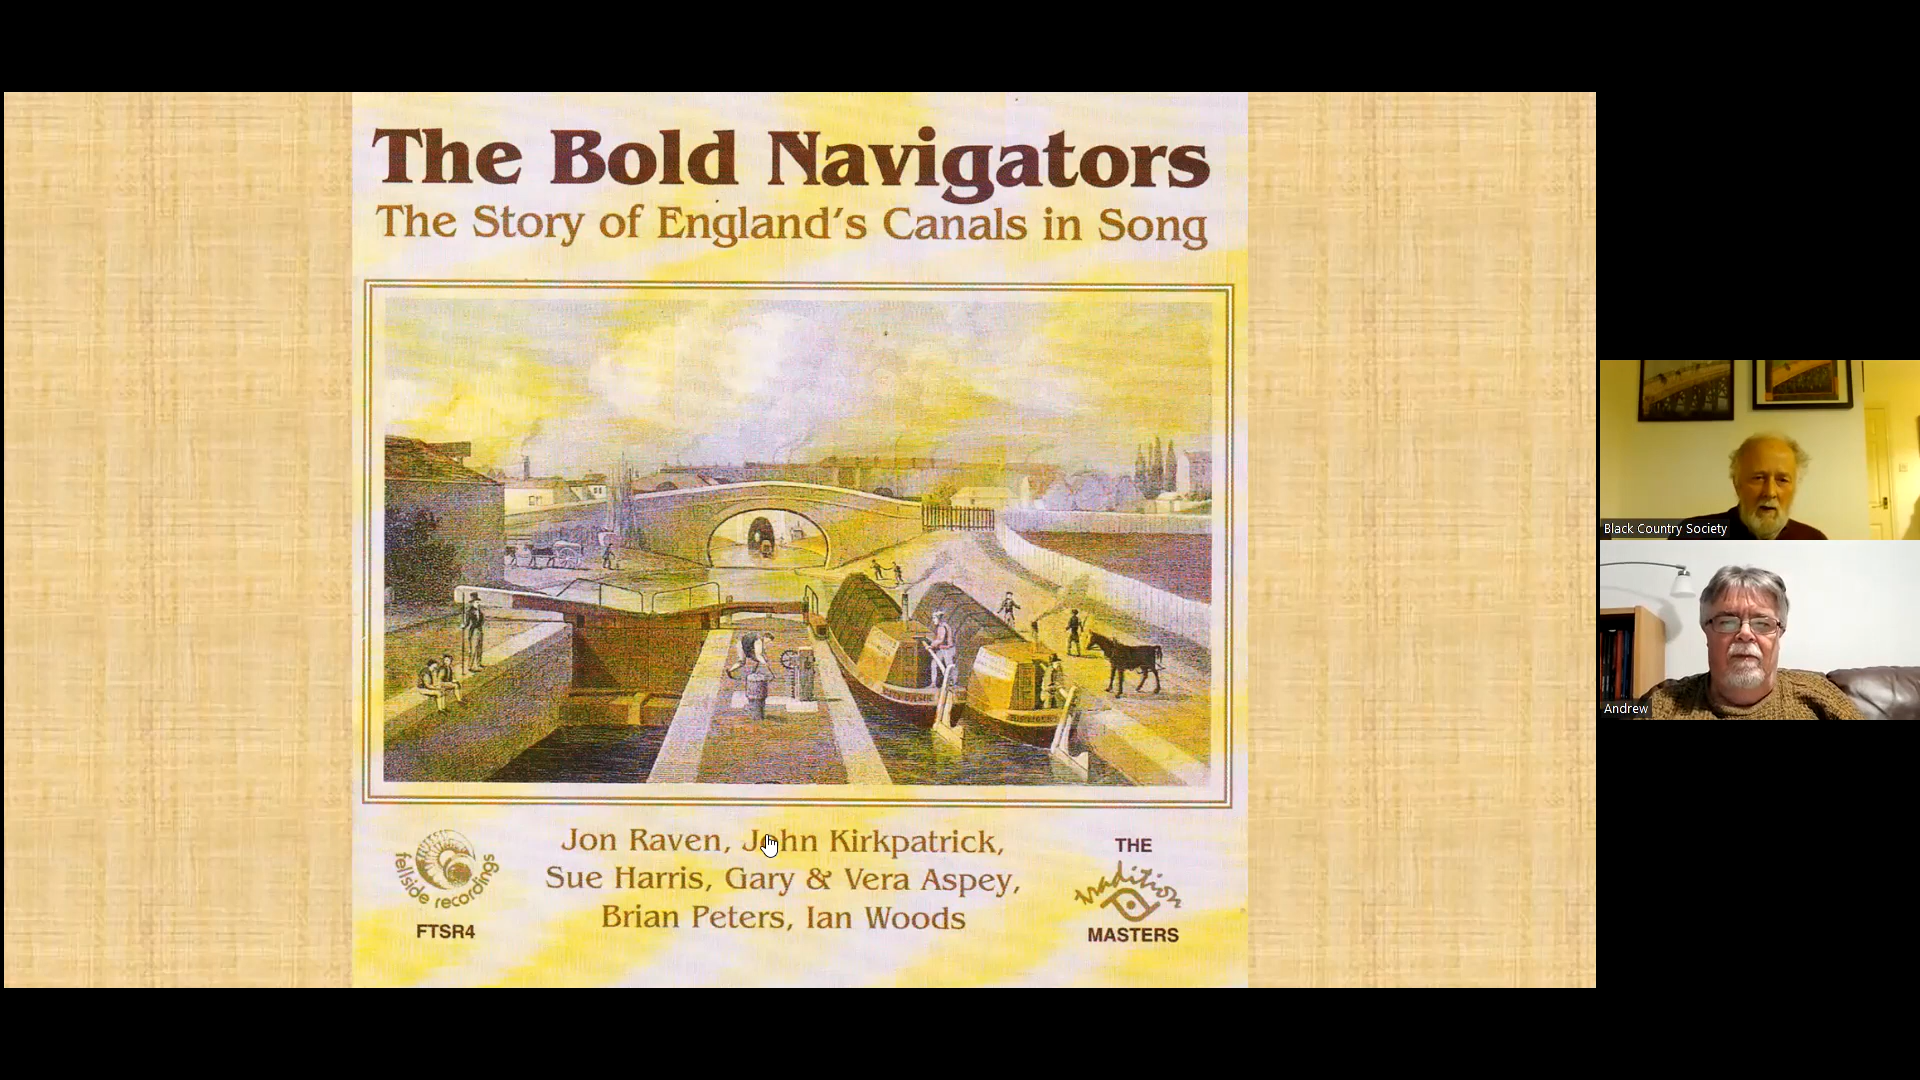 The Bold Navigators
The Story of England's Canals in Song
Jon Raven, John Kirkpatrick,
Sue Harris, Gary & Vera Aspey,
Brian Peters, Ian Woods
fellside recordings
FTSR4
THE
tradition
MASTERS
Black Country Society
Andrew